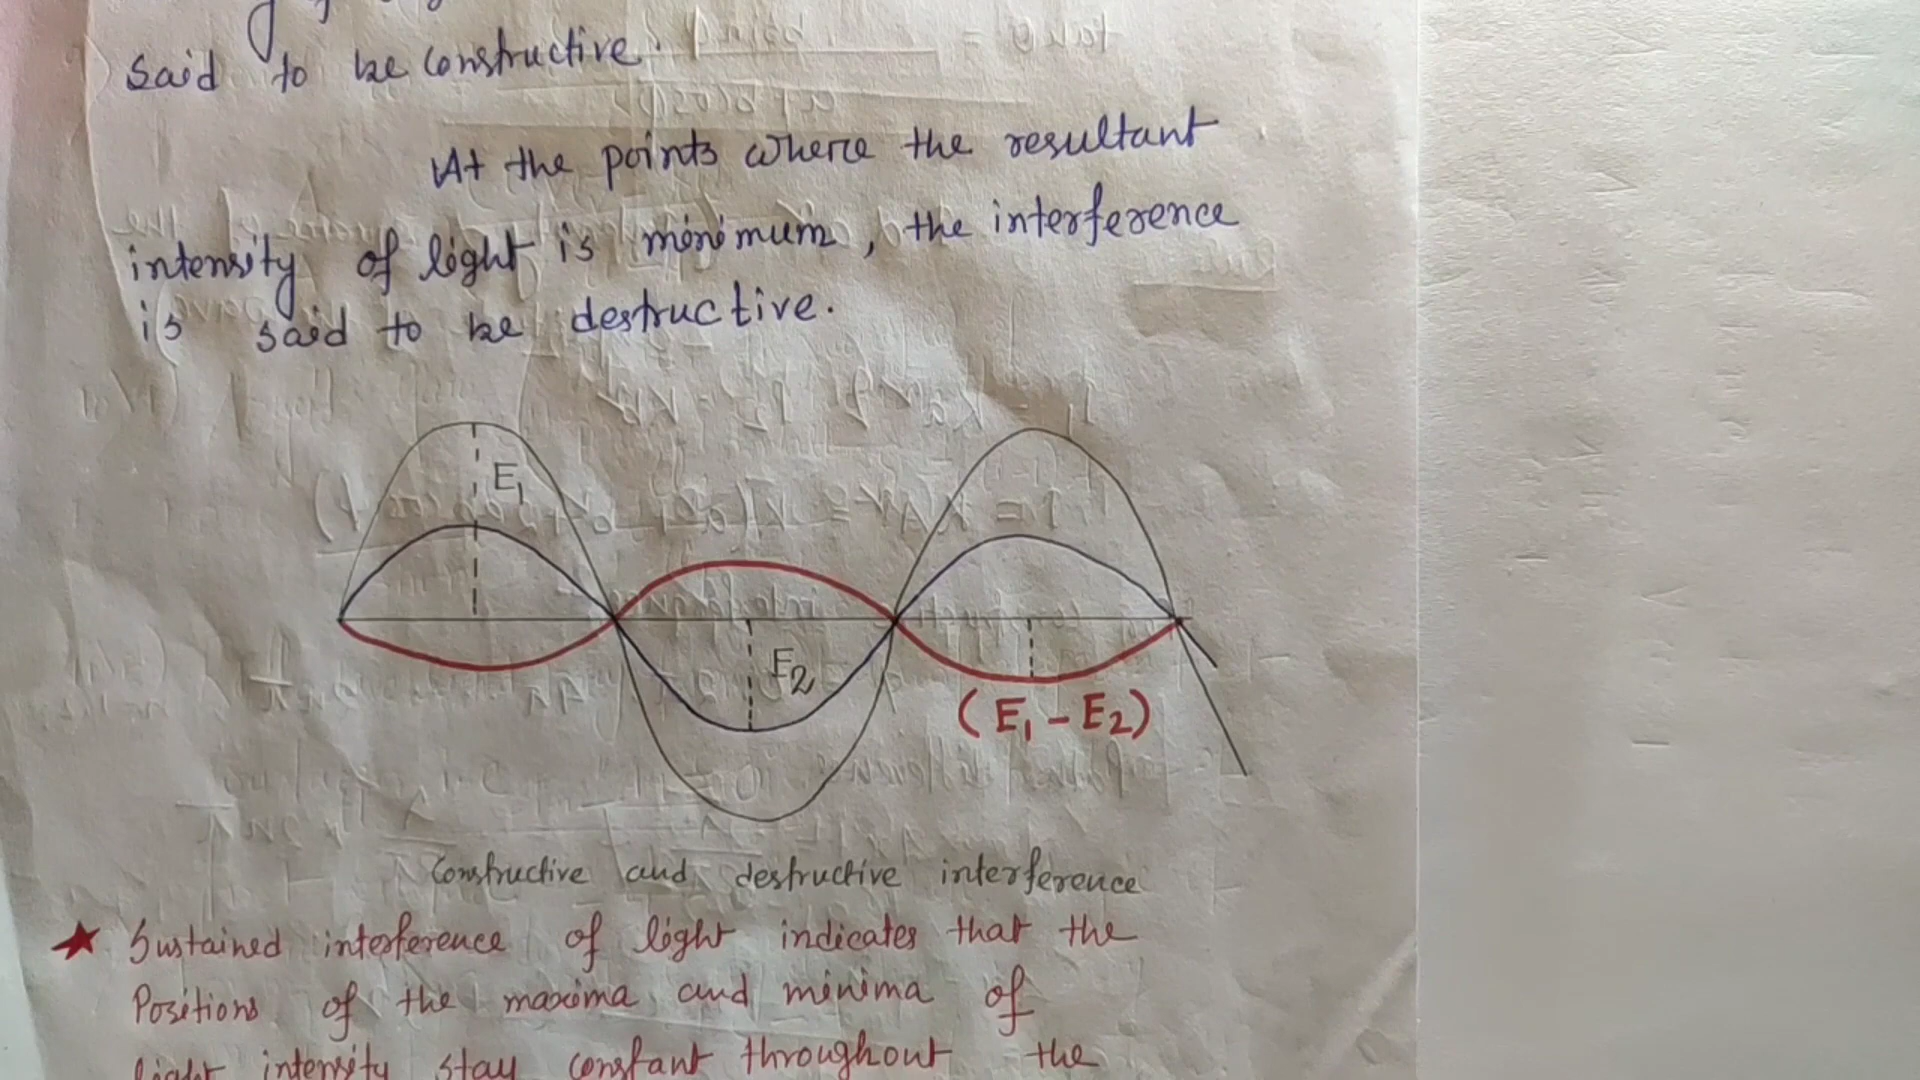 said to be constructive.
At the points where the resultant
intensity of light is minimum, the interference
is said to be destructive.
E1
E2
(E1 - E2)
Constructive and destructive interference
★ Sustained interference of light indicates that the
Positions of the maxima and minima of
light intensity stay constant throughout the